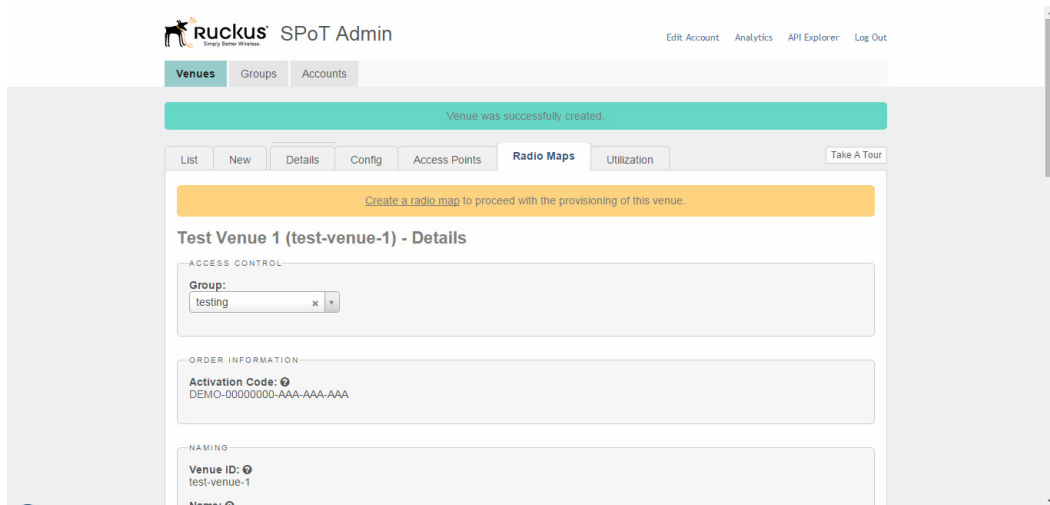 Ruckus SPoT Admin
Simply Better Wireless.
Edit Account Analytics API Explorer Log Out
Venues Groups Accounts
Venue was successfully created.
List New Details Config Access Points Radio Maps Utilization Take A Tour
Create a radio map to proceed with the provisioning of this venue.
Test Venue 1 (test-venue-1) - Details
ACCESS CONTROL
Group:
testing
ORDER INFORMATION
Activation Code:
DEMO-00000000-AAA-AAA-AAA
NAMING
Venue ID:
test-venue-1
Name: